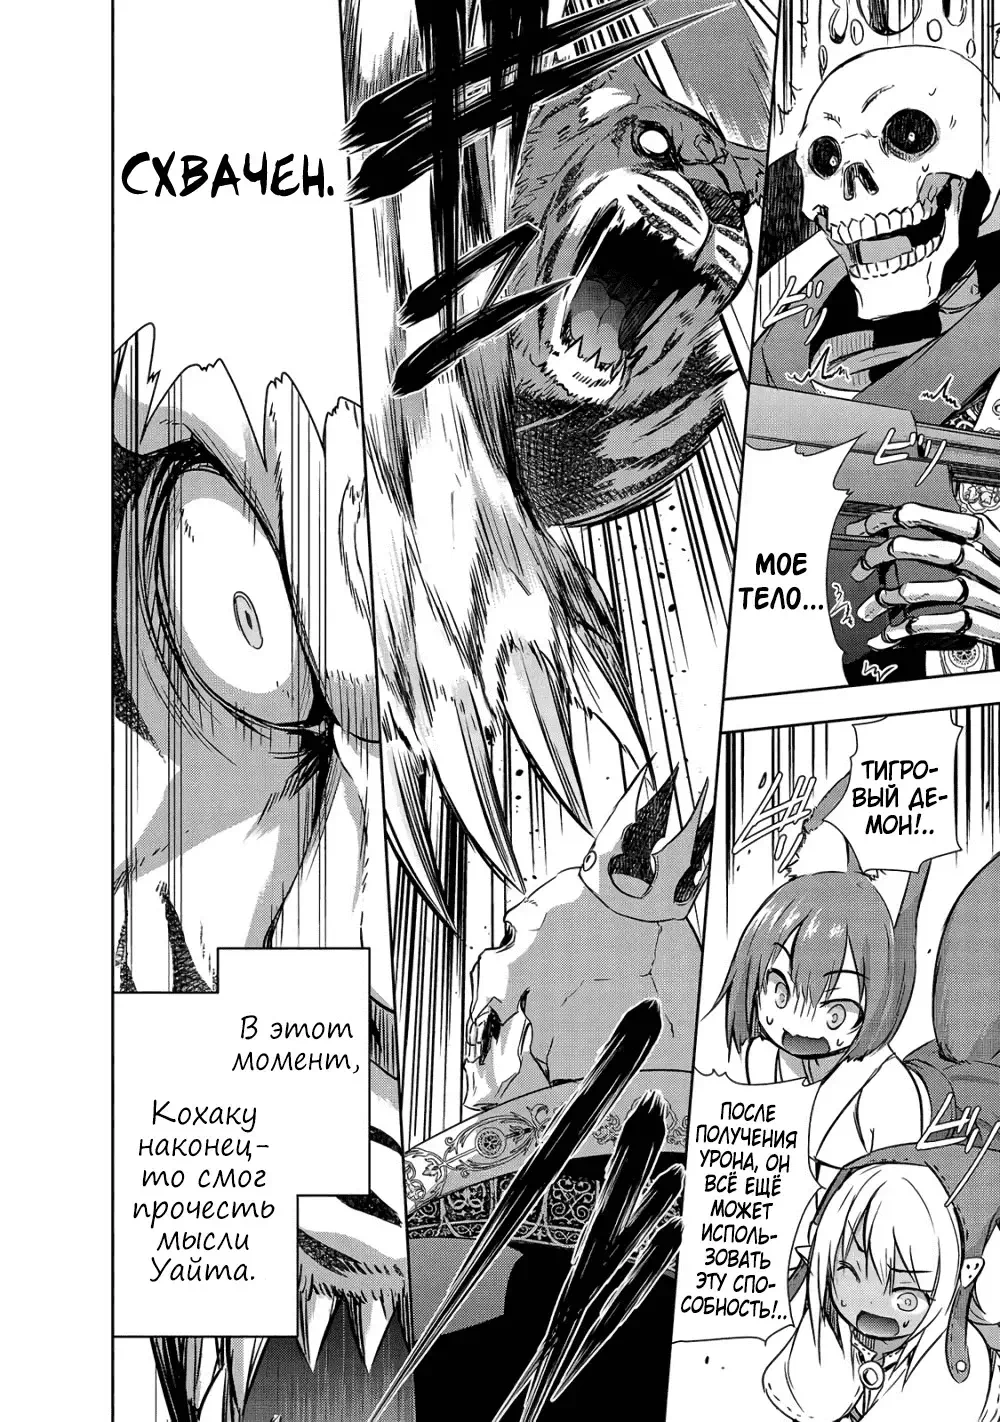 МОЕ
ТЕЛО...
ТИГРО-
ВЫЙ ДЕ-
МОН!..
ПОСЛЕ
ПОЛУЧЕНИЯ
УРОНА, ОН
ВСЁ ЕЩЁ
МОЖЕТ
ИСПОЛЬ-
ЗОВАТЬ
ЭТУ СПО-
СОБНОСТЬ!..
СХВАЧЕН.
В этот
момент,
Кохаку
наконец-
то смог
прочесть
мысли
Уайта.